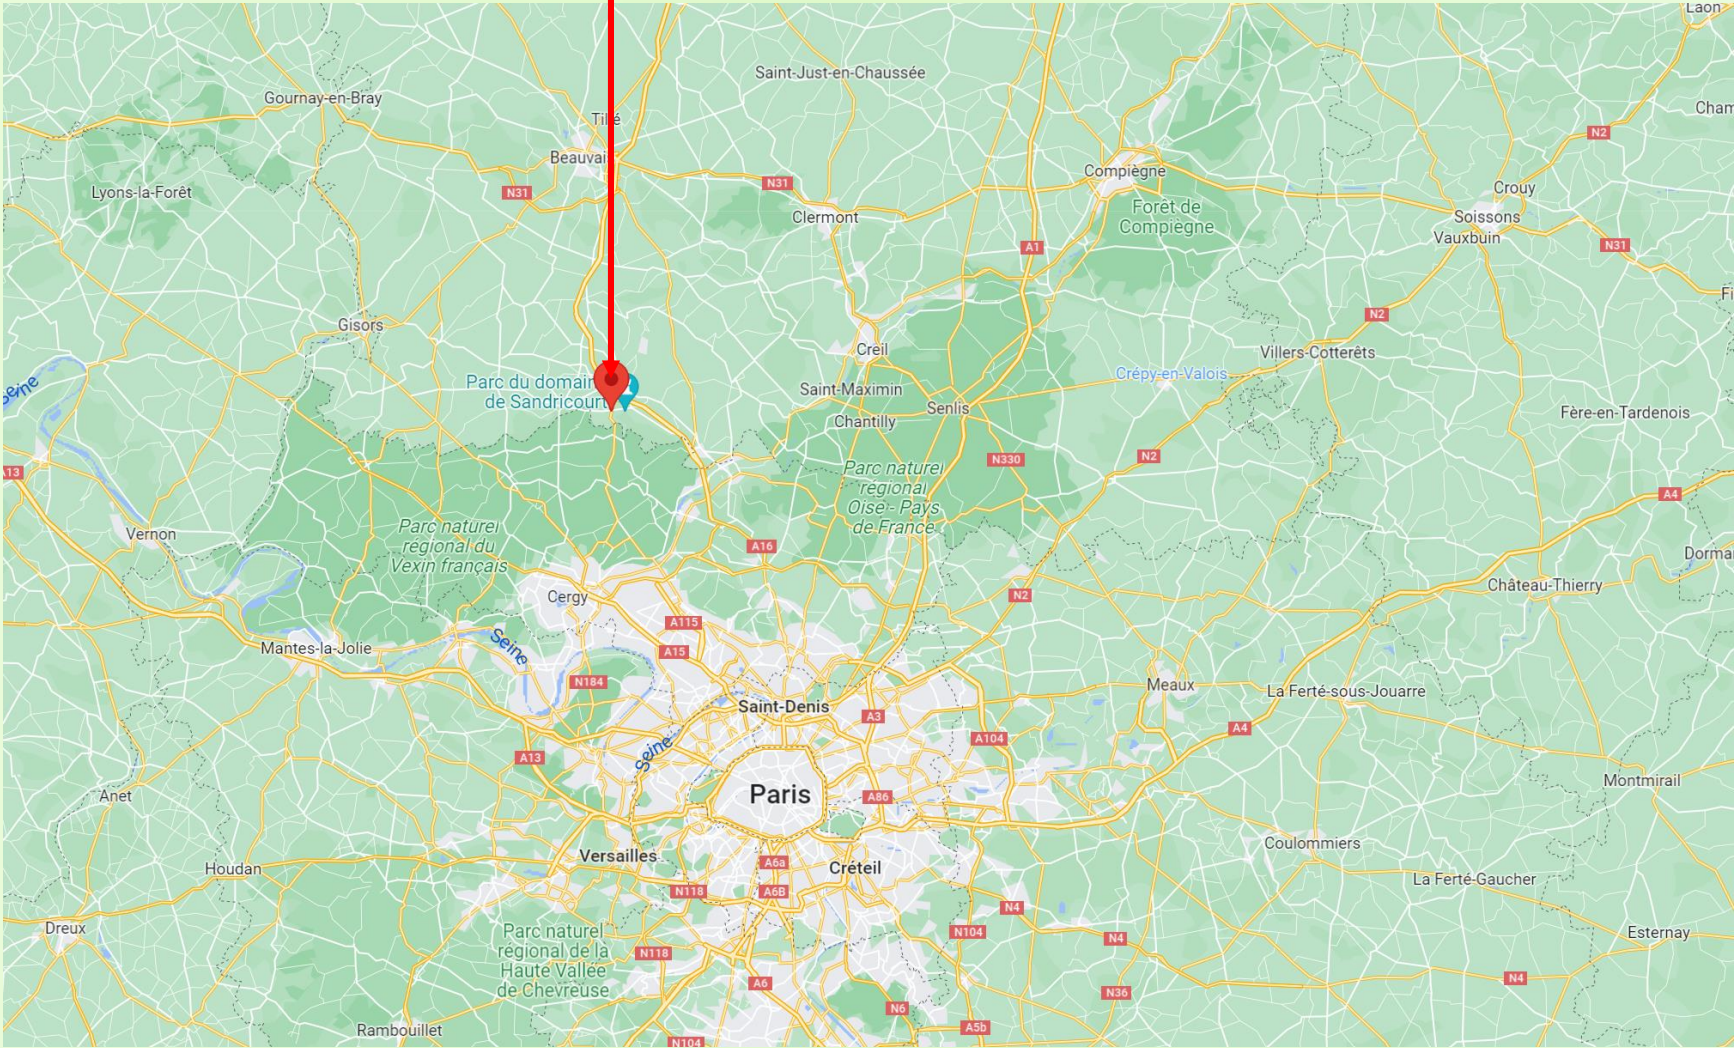 Laon
Saint-Just-en-Chaussée
Gournay-en-Bray
Cham
Tillé
N2
Beauvais
Compiègne
N31
N31
Crouy
Lyons-la-Forêt
Forêt de
Compiègne
Clermont
Soissons
Vauxbuin
A1
N31
Fi
N2
Gisors
Creil
Villers-Cotterêts
Crépy-en-Valois
Seine
Parc du domaine
de Sandricourt
Saint-Maximin
Senlis
Fère-en-Tardenois
Chantilly
N2
N330
A13
Parc naturel
régional
Oise - Pays
de France
A4
Vernon
Parc naturel
régional du
Vexin français
A16
Dorma
Château-Thierry
Cergy
N2
A115
Mantes-la-Jolie
Seine
A15
N184
Meaux
La Ferté-sous-Jouarre
Saint-Denis
A3
A4
A104
Seine
A13
Montmirail
Anet
Paris
A86
Coulommiers
Versailles
Houdan
A6a
Créteil
N118
A6B
La Ferté-Gaucher
N4
Dreux
Parc naturel
régional de la
Haute Vallée
de Chevreuse
N104
N4
Esternay
N118
A6
N4
N36
N6
Rambouillet
A5b
N104